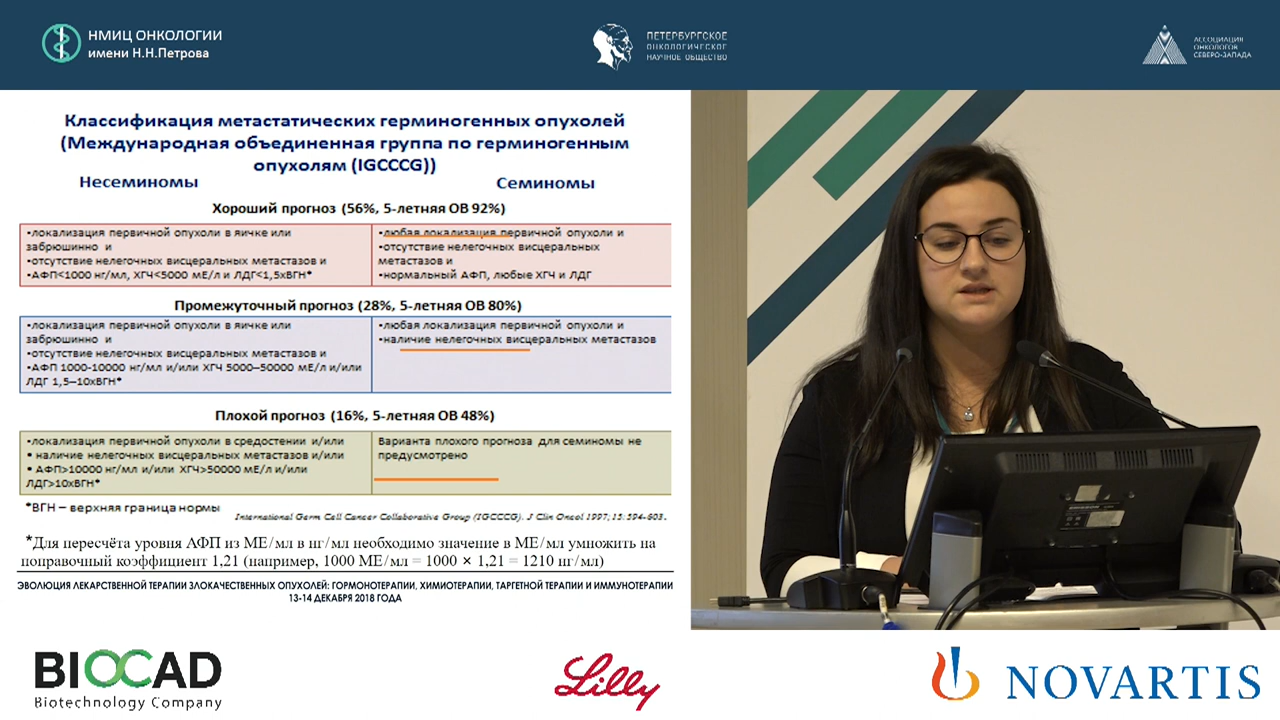 НМИЦ ОНКОЛОГИИ
имени Н.Н.Петрова
ПЕТЕРБУРГСКОЕ
ОНКОЛОГИЧЕСКОЕ
НАУЧНОЕ ОБЩЕСТВО
АССОЦИАЦИЯ
ОНКОЛОГОВ
СЕВЕРО-ЗАПАДА
Классификация метастатических герминогенных опухолей
(Международная объединенная группа по герминогенным
опухолям (IGCCCG))
Несеминомы
Семиномы
Хороший прогноз (56%, 5-летняя ОВ 92%)
•локализация первичной опухоли в яичке или
забрюшинно и
•отсутствие нелегочных висцеральных метастазов и
•АФП<1000 нг/мл, ХГЧ<5000 мЕ/л и ЛДГ<1,5хВГН*
•любая локализация первичной опухоли и
•отсутствие нелегочных висцеральных
метастазов и
•нормальный АФП, любые ХГЧ и ЛДГ
Промежуточный прогноз (28%, 5-летняя ОВ 80%)
•локализация первичной опухоли в яичке или
забрюшинно и
•отсутствие нелегочных висцеральных метастазов и
•АФП 1000-10000 нг/мл и/или ХГЧ 5000–50000 мЕ/л и/или
ЛДГ 1,5–10хВГН*
•любая локализация первичной опухоли и
•наличие нелегочных висцеральных метастазов
Плохой прогноз (16%, 5-летняя ОВ 48%)
•локализация первичной опухоли в средостении и/или
• наличие нелегочных висцеральных метастазов и/или
• АФП>10000 нг/мл и/или ХГЧ>50000 мЕ/л и/или
ЛДГ>10хВГН*
Варианта плохого прогноза для семиномы не
предусмотрено
*ВГН – верхняя граница нормы
International Germ Cell Cancer Collaborative Group (IGCCCG). J Clin Oncol 1997; 15: 594-603.
*Для пересчёта уровня АФП из МЕ/мл в нг/мл необходимо значение в МЕ/мл умножить на
поправочный коэффициент 1,21 (например, 1000 МЕ/мл = 1000 × 1,21 = 1210 нг/мл)
ЭВОЛЮЦИЯ ЛЕКАРСТВЕННОЙ ТЕРАПИИ ЗЛОКАЧЕСТВЕННЫХ ОПУХОЛЕЙ: ГОРМОНОТЕРАПИИ, ХИМИОТЕРАПИИ, ТАРГЕТНОЙ ТЕРАПИИ И ИММУНОТЕРАПИИ
13-14 ДЕКАБРЯ 2018 ГОДА
BIOCAD
Biotechnology Company
Lilly
NOVARTIS